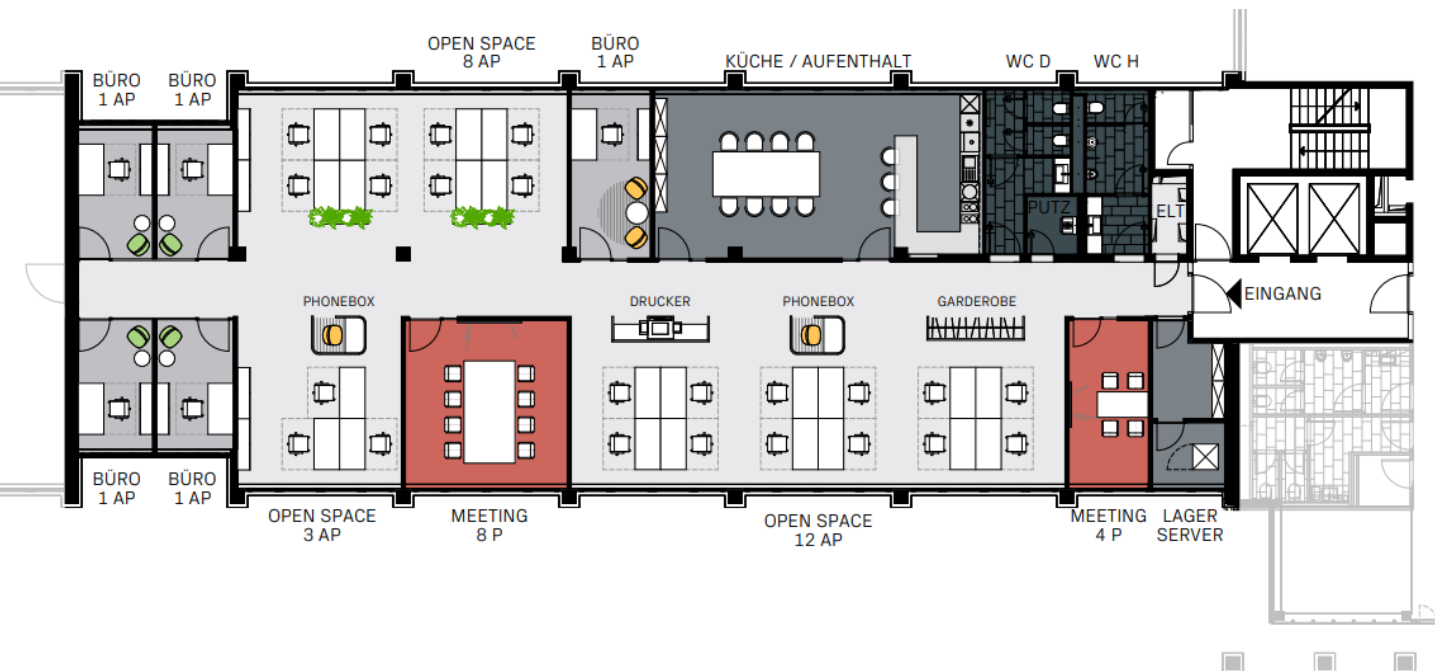 OPEN SPACE
8 AP
BÜRO
1 AP
KÜCHE / AUFENTHALT
WC D
WC H
BÜRO
1 AP
BÜRO
1 AP
PUTZ
ELT
PHONEBOX
DRUCKER
PHONEBOX
GARDEROBE
EINGANG
BÜRO
1 AP
BÜRO
1 AP
OPEN SPACE
3 AP
MEETING
8 P
OPEN SPACE
12 AP
MEETING
4 P
LAGER
SERVER